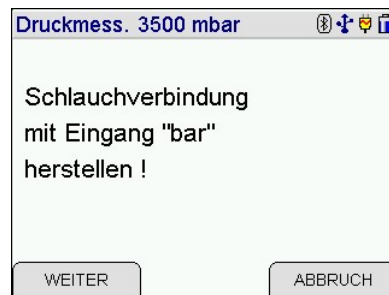 Druckmess. 3500 mbar
Schlauchverbindung
mit Eingang "bar"
herstellen !
WEITER
ABBRUCH